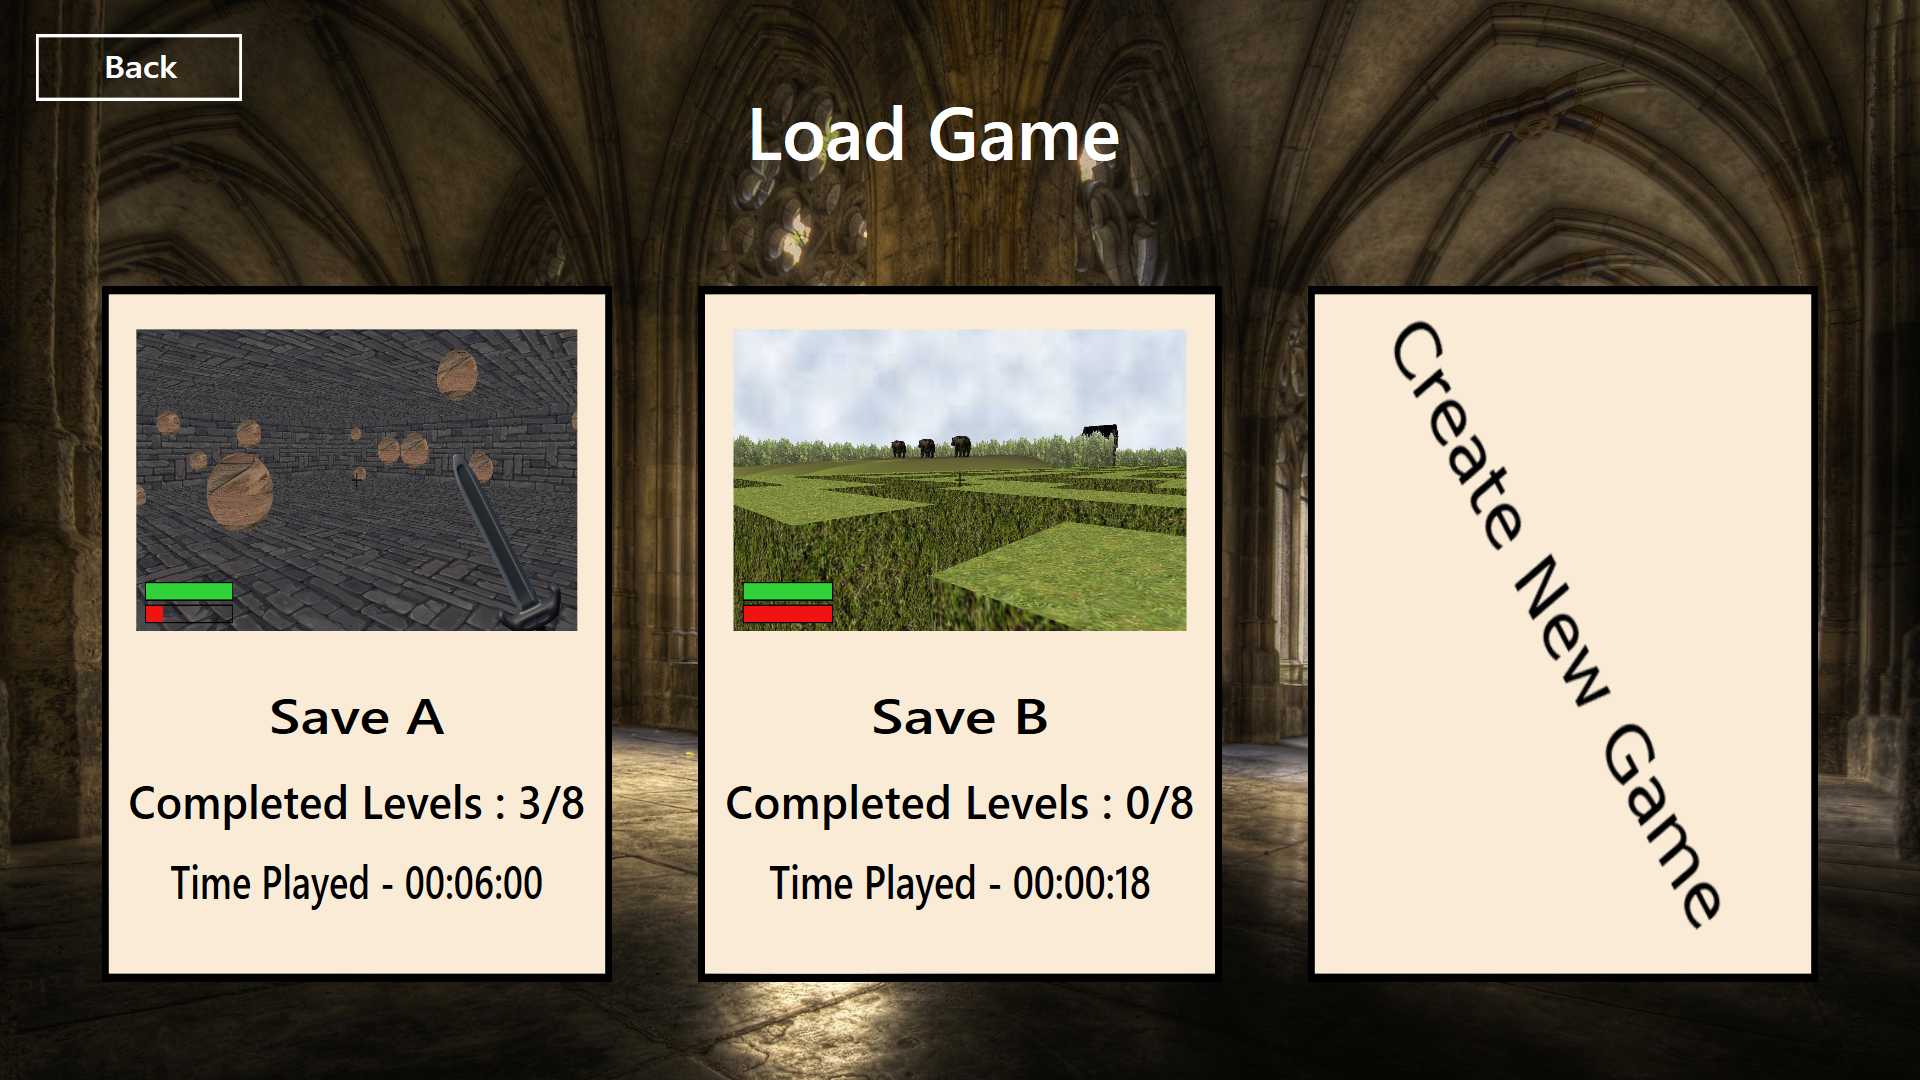 Back
Load Game
Save A
Completed Levels : 3/8
Time Played - 00:06:00
Save B
Completed Levels : 0/8
Time Played - 00:00:18
Create New Game